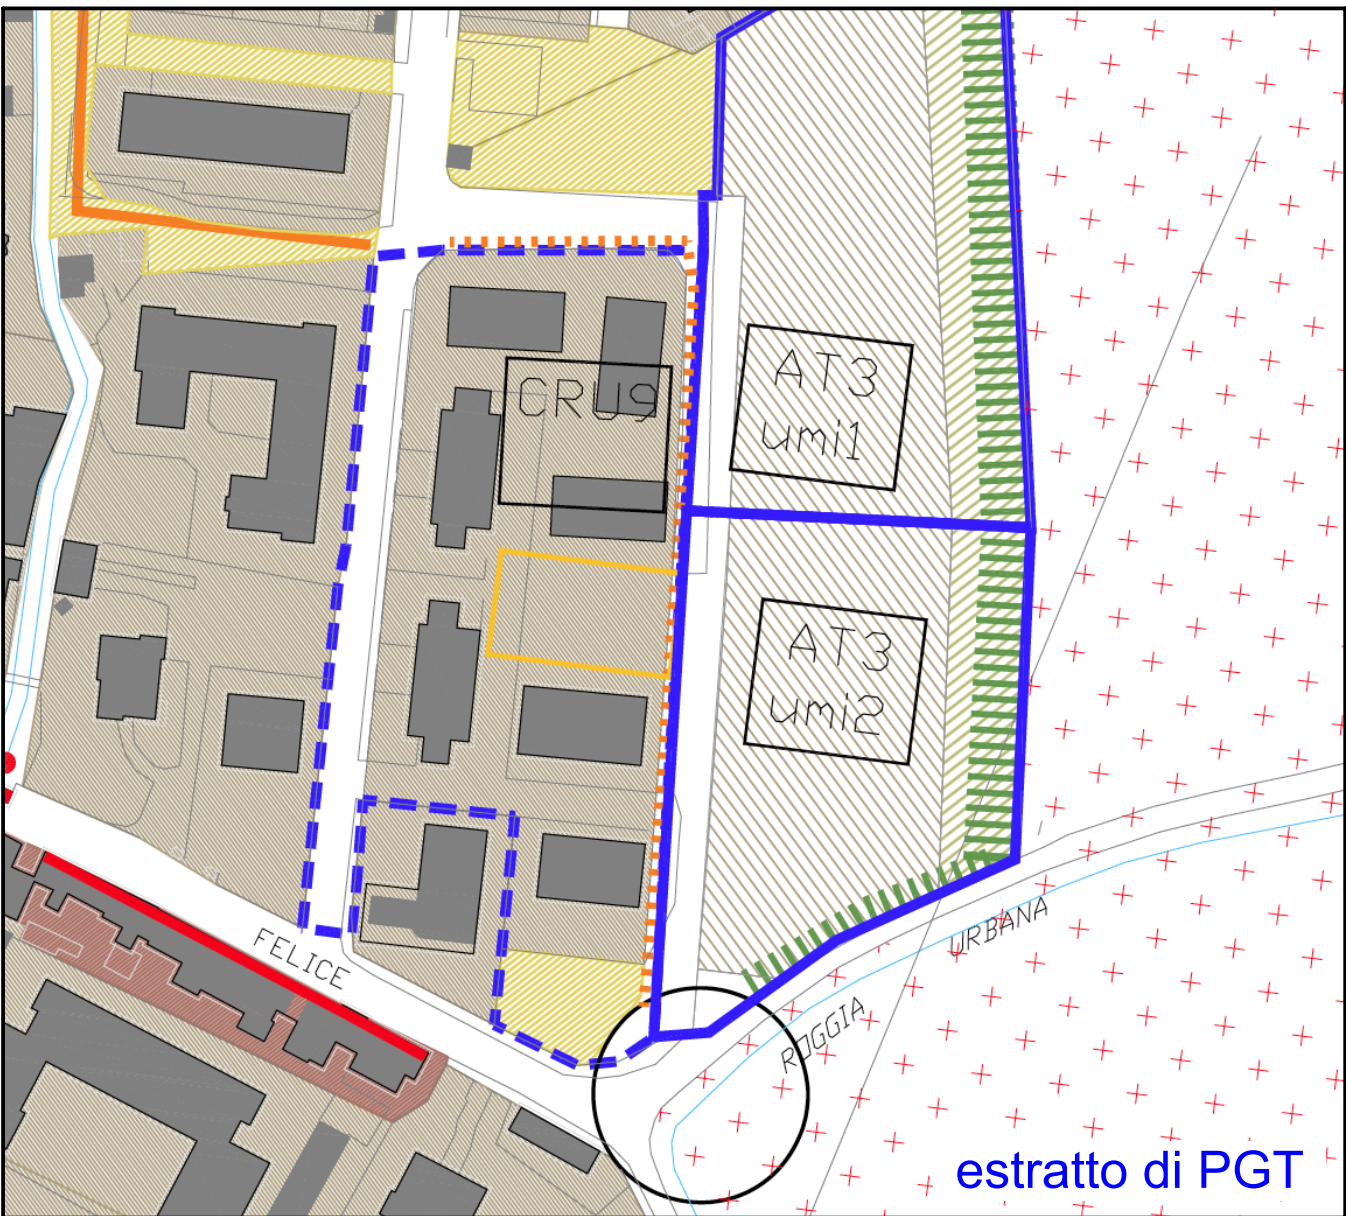 CRU9
AT3
umi1
AT3
umi2
FELICE
URBANA
ROGGIA
estratto di PGT